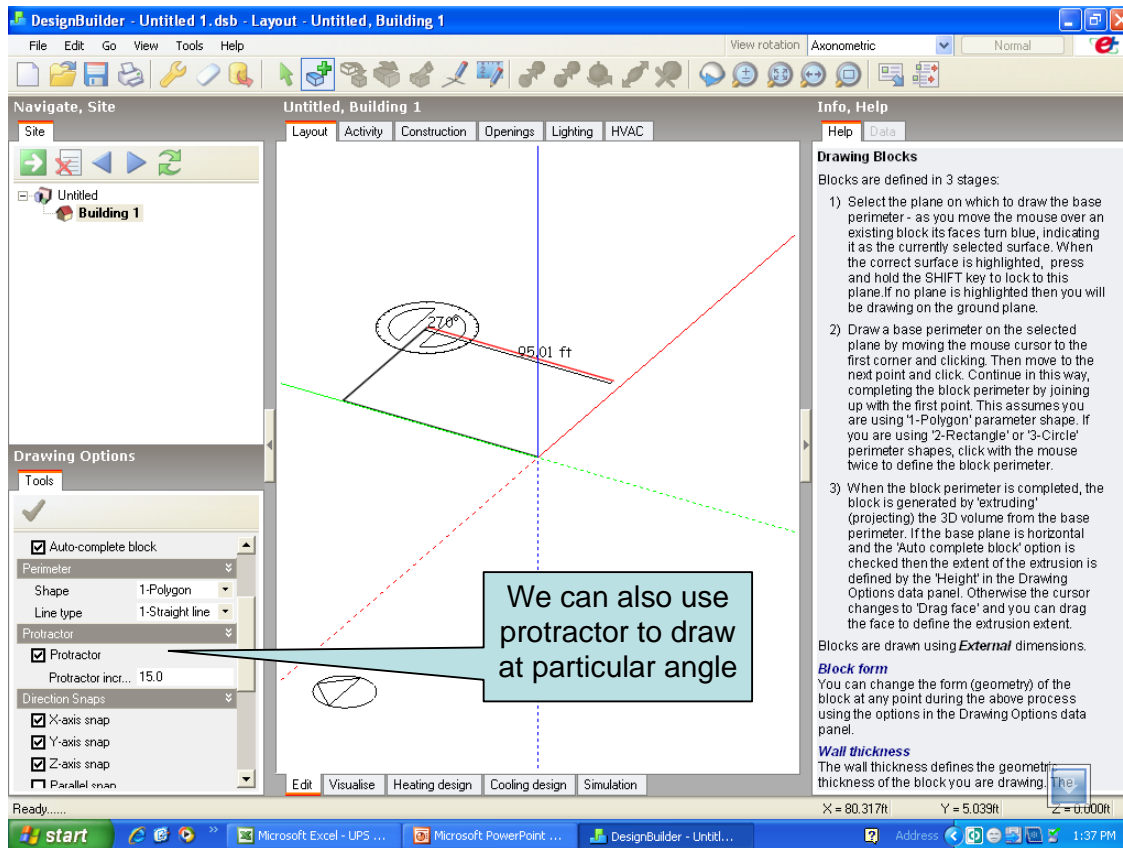 DesignBuilder - Untitled 1.dsb - Layout - Untitled, Building 1
File Edit Go View Tools Help
View rotation Axonometric Normal
Navigate, Site
Site
Untitled
Building 1
Drawing Options
Tools
Auto-complete block
Perimeter
Shape 1-Polygon
Line type 1-Straight line
Protractor
Protractor
Protractor incr... 15.0
Direction Snaps
X-axis snap
Y-axis snap
Z-axis snap
Parallel snap
Untitled, Building 1
Layout Activity Construction Openings Lighting HVAC
270°
95.01 ft
We can also use
protractor to draw
at particular angle
Edit Visualise Heating design Cooling design Simulation
Info, Help
Help Data
Drawing Blocks
Blocks are defined in 3 stages:
1) Select the plane on which to draw the base
perimeter - as you move the mouse over an
existing block its faces turn blue, indicating
it as the currently selected surface. When
the correct surface is highlighted, press
and hold the SHIFT key to lock to this
plane.If no plane is highlighted then you will
be drawing on the ground plane.
2) Draw a base perimeter on the selected
plane by moving the mouse cursor to the
first corner and clicking. Then move to the
next point and click. Continue in this way,
completing the block perimeter by joining
up with the first point. This assumes you
are using '1-Polygon' parameter shape. If
you are using '2-Rectangle' or '3-Circle'
perimeter shapes, click with the mouse
twice to define the block perimeter.
3) When the block perimeter is completed, the
block is generated by 'extruding'
(projecting) the 3D volume from the base
perimeter. If the base plane is horizontal
and the 'Auto complete block' option is
checked then the extent of the extrusion is
defined by the 'Height' in the Drawing
Options data panel. Otherwise the cursor
changes to 'Drag face' and you can drag
the face to define the extrusion extent.
Blocks are drawn using External dimensions.
Block form
You can change the form (geometry) of the
block at any point during the above process
using the options in the Drawing Options data
panel.
Wall thickness
The wall thickness defines the geometric
thickness of the block you are drawing. The
Ready......
X = 80.317ft Y = 5.039ft Z = 0.000ft
start Microsoft Excel - UPS ... Microsoft PowerPoint ... DesignBuilder - Untitl... Address 1:37 PM